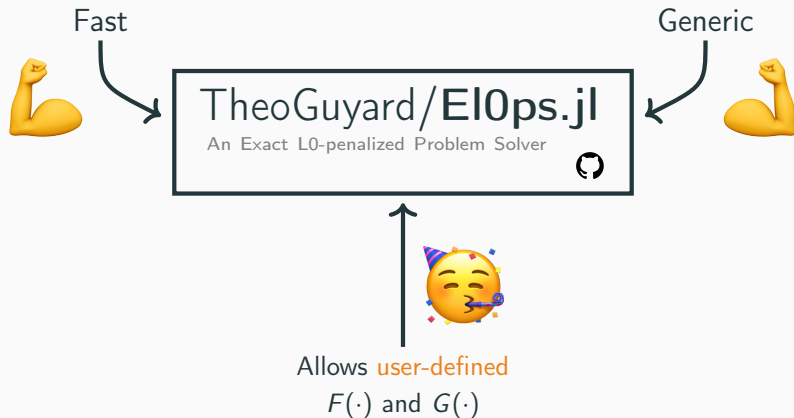 Fast
Generic
TheoGuyard/El0ps.jl
An Exact L0-penalized Problem Solver
Allows user-defined
F(·) and G(·)